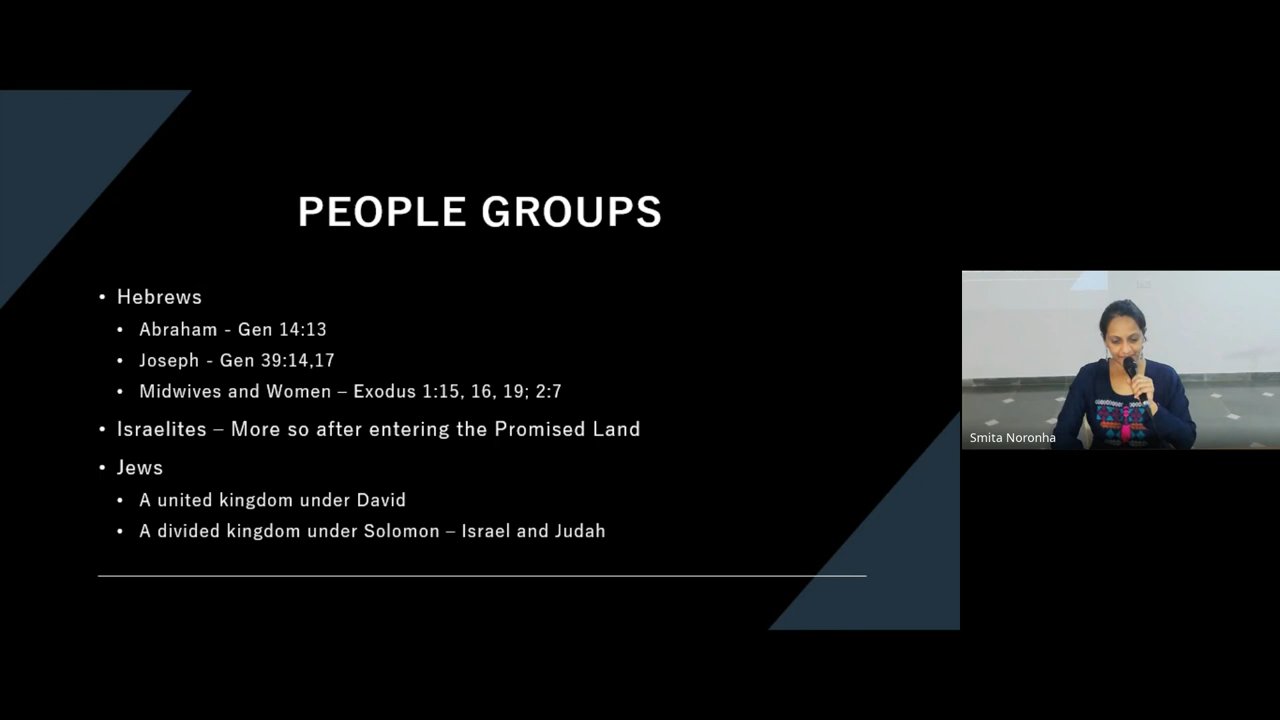 PEOPLE GROUPS
• Hebrews
• Abraham - Gen 14:13
• Joseph - Gen 39:14,17
• Midwives and Women – Exodus 1:15, 16, 19; 2:7
• Israelites – More so after entering the Promised Land
• Jews
• A united kingdom under David
• A divided kingdom under Solomon – Israel and Judah
Smita Noronha